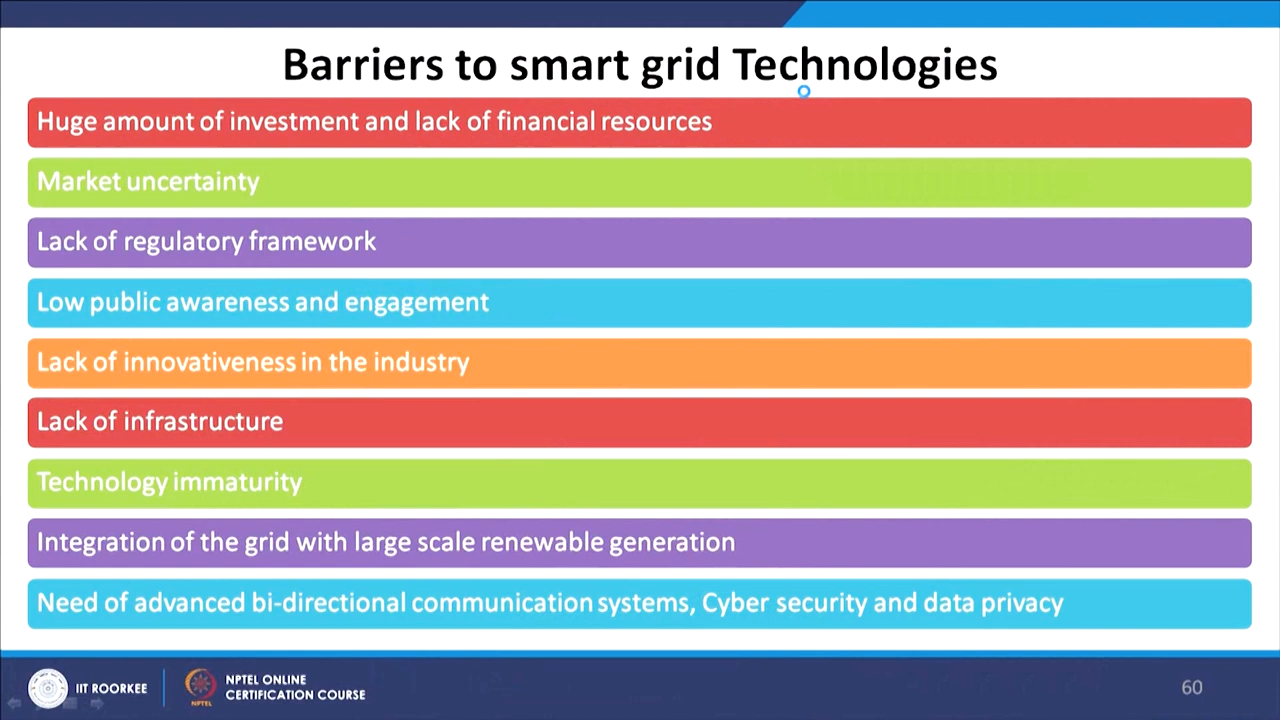 Barriers to smart grid Technologies
Huge amount of investment and lack of financial resources
Market uncertainty
Lack of regulatory framework
Low public awareness and engagement
Lack of innovativeness in the industry
Lack of infrastructure
Technology immaturity
Integration of the grid with large scale renewable generation
Need of advanced bi-directional communication systems, Cyber security and data privacy
IIT ROORKEE
NPTEL
NPTEL ONLINE
CERTIFICATION COURSE
60